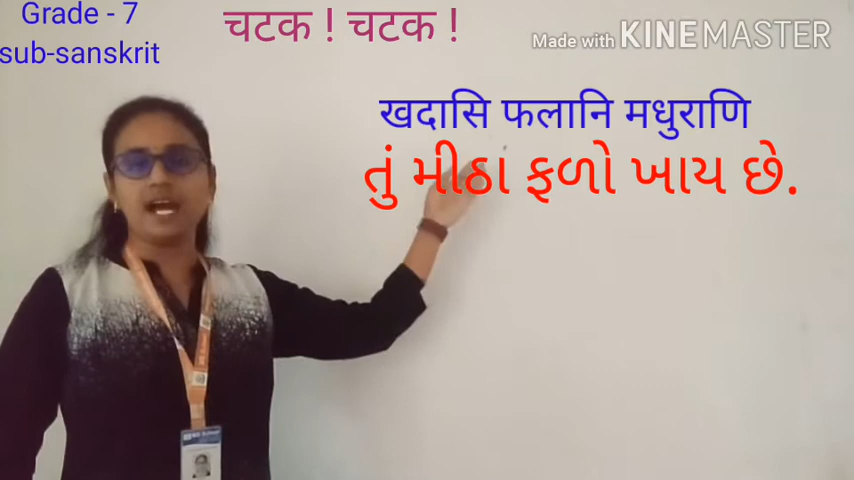 Grade - 7
sub-sanskrit
चटक ! चटक !
Made with KINEMASTER
खदासि फलानि मधुराणि
તું મીઠા ફળો ખાય છે.